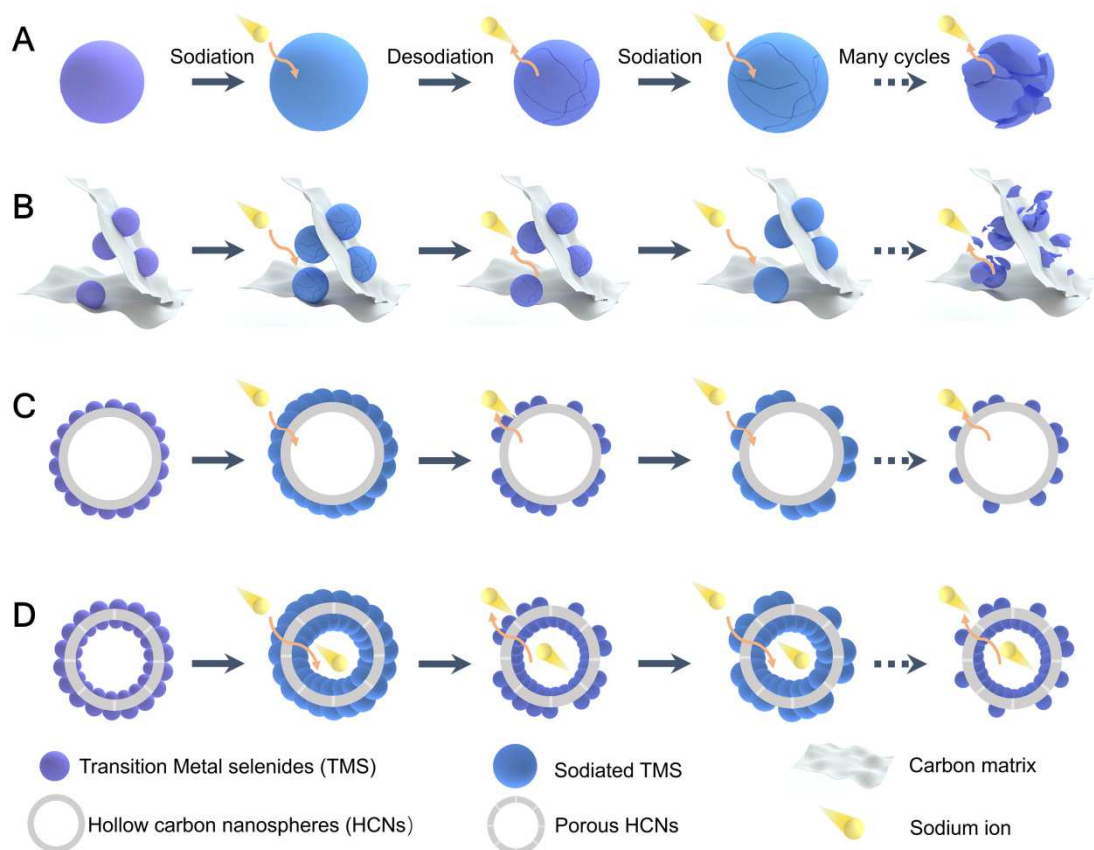 A
Sodiation
Desodiation
Sodiation
Many cycles
B
C
D
Transition Metal selenides (TMS)
Sodiated TMS
Carbon matrix
Hollow carbon nanospheres (HCNs)
Porous HCNs
Sodium ion